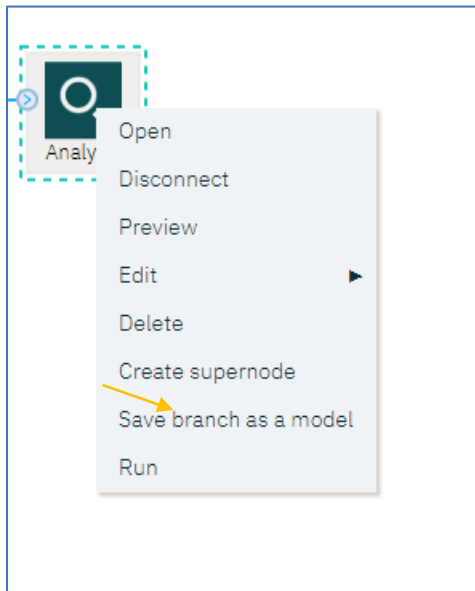 Analy
Open
Disconnect
Preview
Edit
Delete
Create supernode
Save branch as a model
Run